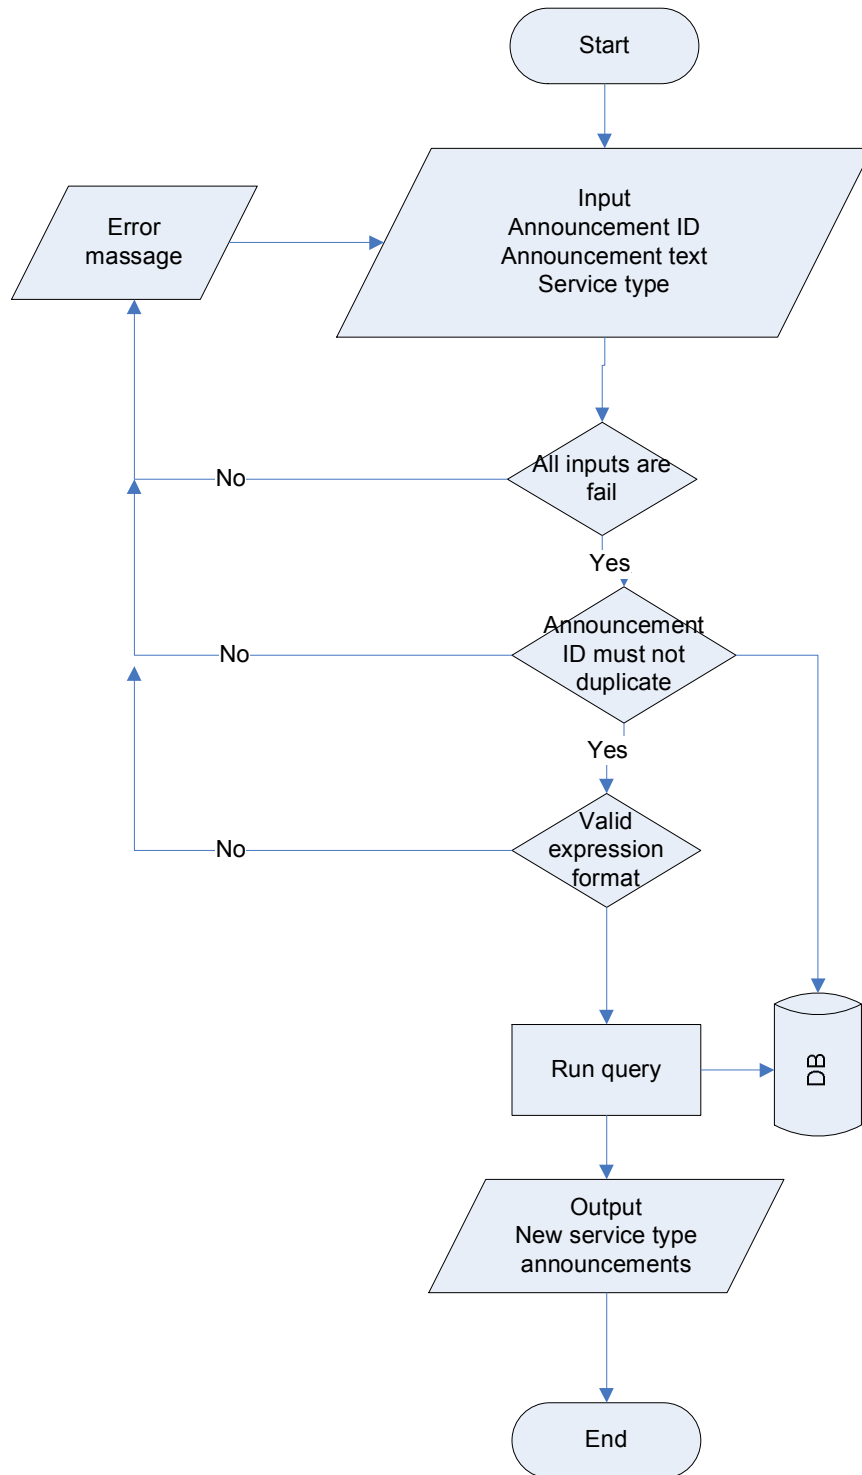 Start
Input
Announcement ID
Announcement text
Service type
Error
massage
All inputs are
fail
No
Yes
Announcement
ID must not
duplicate
No
Yes
Valid
expression
format
No
Run query
DB
Output
New service type
announcements
End